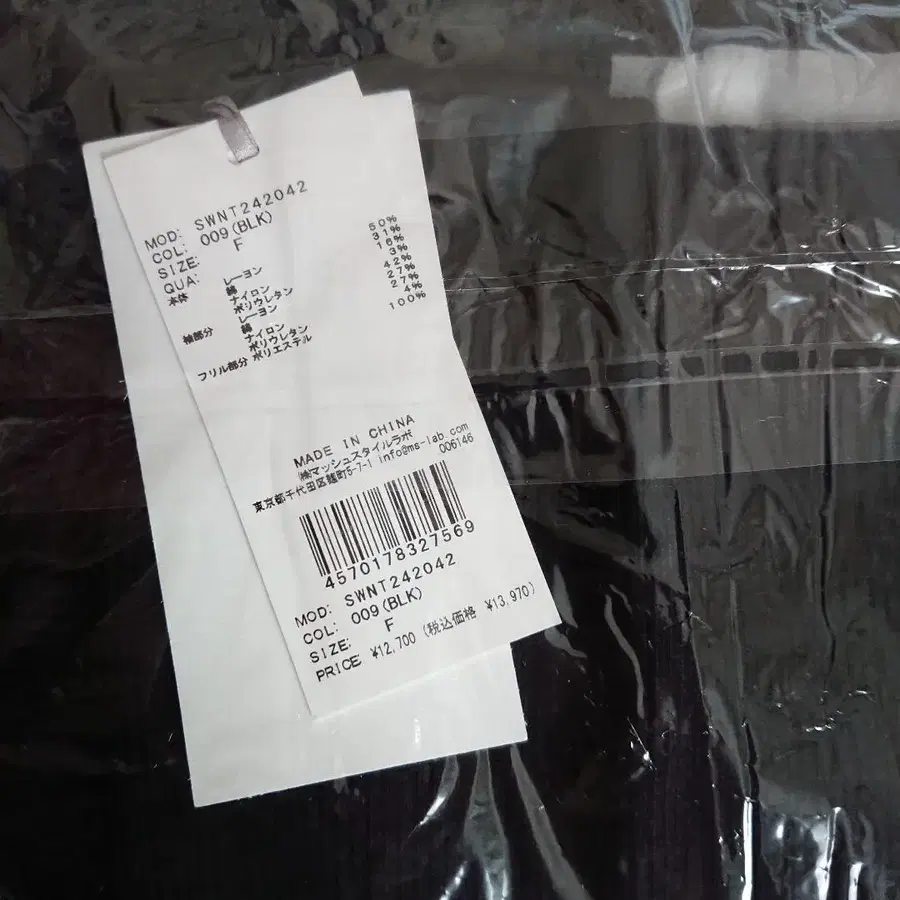 MOD: SWNT242042
COL: 009(BLK)
SIZE: F
QUA:
本体 レーヨン 50%
綿 31%
ナイロン 16%
ポリウレタン 3%
袖部分 レーヨン 42%
綿 27%
ナイロン 27%
ポリウレタン 4%
フリル部分 ポリエステル 100%
MADE IN CHINA
㈱マッシュスタイルラボ
東京都千代田区麹町5-7-1 info@ms-lab.com
006146
4570178327569
MOD: SWNT242042
COL: 009(BLK)
SIZE: F
PRICE: ¥12,700 (税込価格 ¥13,970)